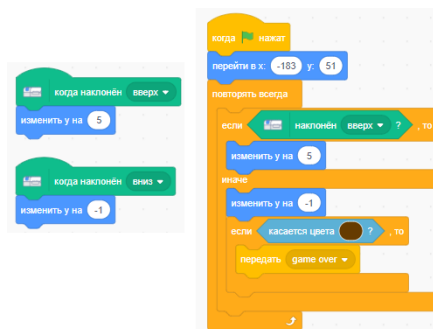 когда наклонён вверх
изменить y на 5
когда наклонён вниз
изменить y на -1
когда нажат
перейти в x: -183 y: 51
повторять всегда
если наклонён вверх ? , то
изменить y на 5
иначе
изменить y на -1
если касается цвета ? , то
передать game over